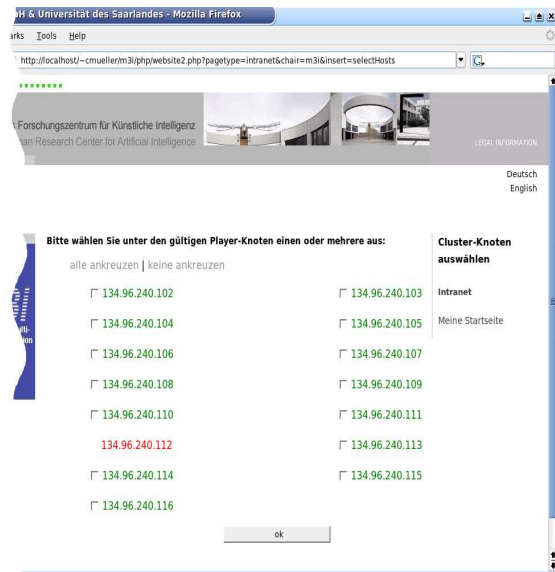 bH & Universität des Saarlandes - Mozilla Firefox
arks Tools Help
http://localhost/~cmueller/m3i/php/website2.php?pagetype=intranet&chair=m3i&insert=selectHosts
G
s Forschungszentrum für Künstliche Intelligenz
man Research Center for Artificial Intelligence
LEGAL INFORMATION
Deutsch
English
Bitte wählen Sie unter den gültigen Player-Knoten einen oder mehrere aus:
alle ankreuzen | keine ankreuzen
134.96.240.102 134.96.240.103
134.96.240.104 134.96.240.105
134.96.240.106 134.96.240.107
134.96.240.108 134.96.240.109
134.96.240.110 134.96.240.111
134.96.240.112 134.96.240.113
134.96.240.114 134.96.240.115
134.96.240.116
ok
Cluster-Knoten
auswählen
Intranet
Meine Startseite